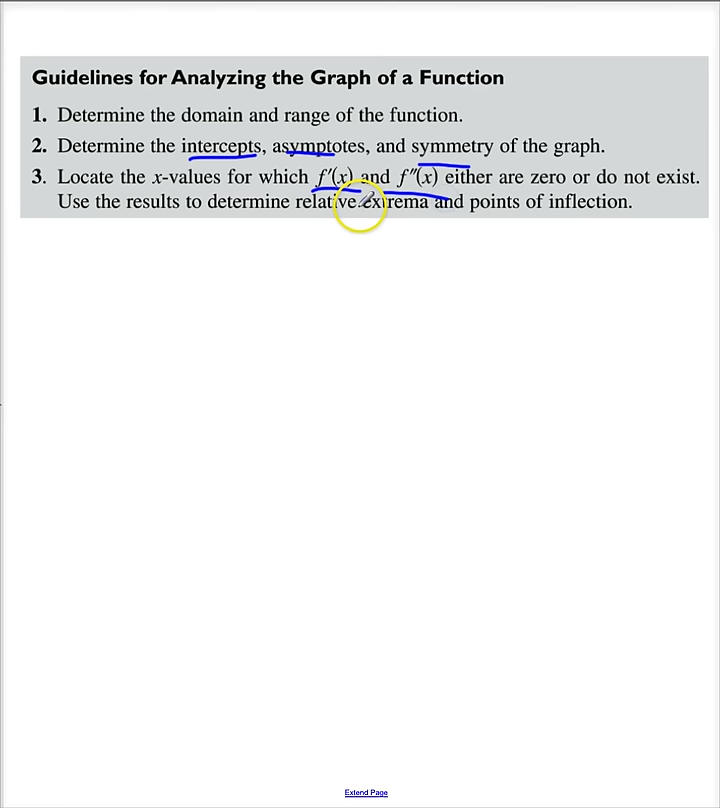 Guidelines for Analyzing the Graph of a Function
1. Determine the domain and range of the function.
2. Determine the intercepts, asymptotes, and symmetry of the graph.
3. Locate the x-values for which f′(x) and f″(x) either are zero or do not exist.
Use the results to determine relative extrema and points of inflection.
Extend Page